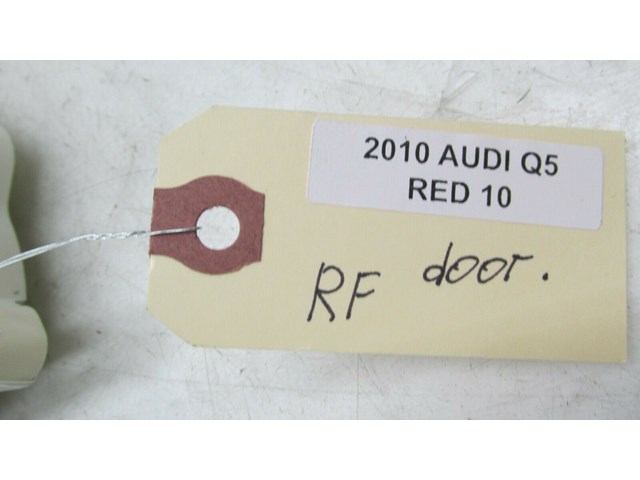 2010 AUDI Q5
RED 10
RF door.